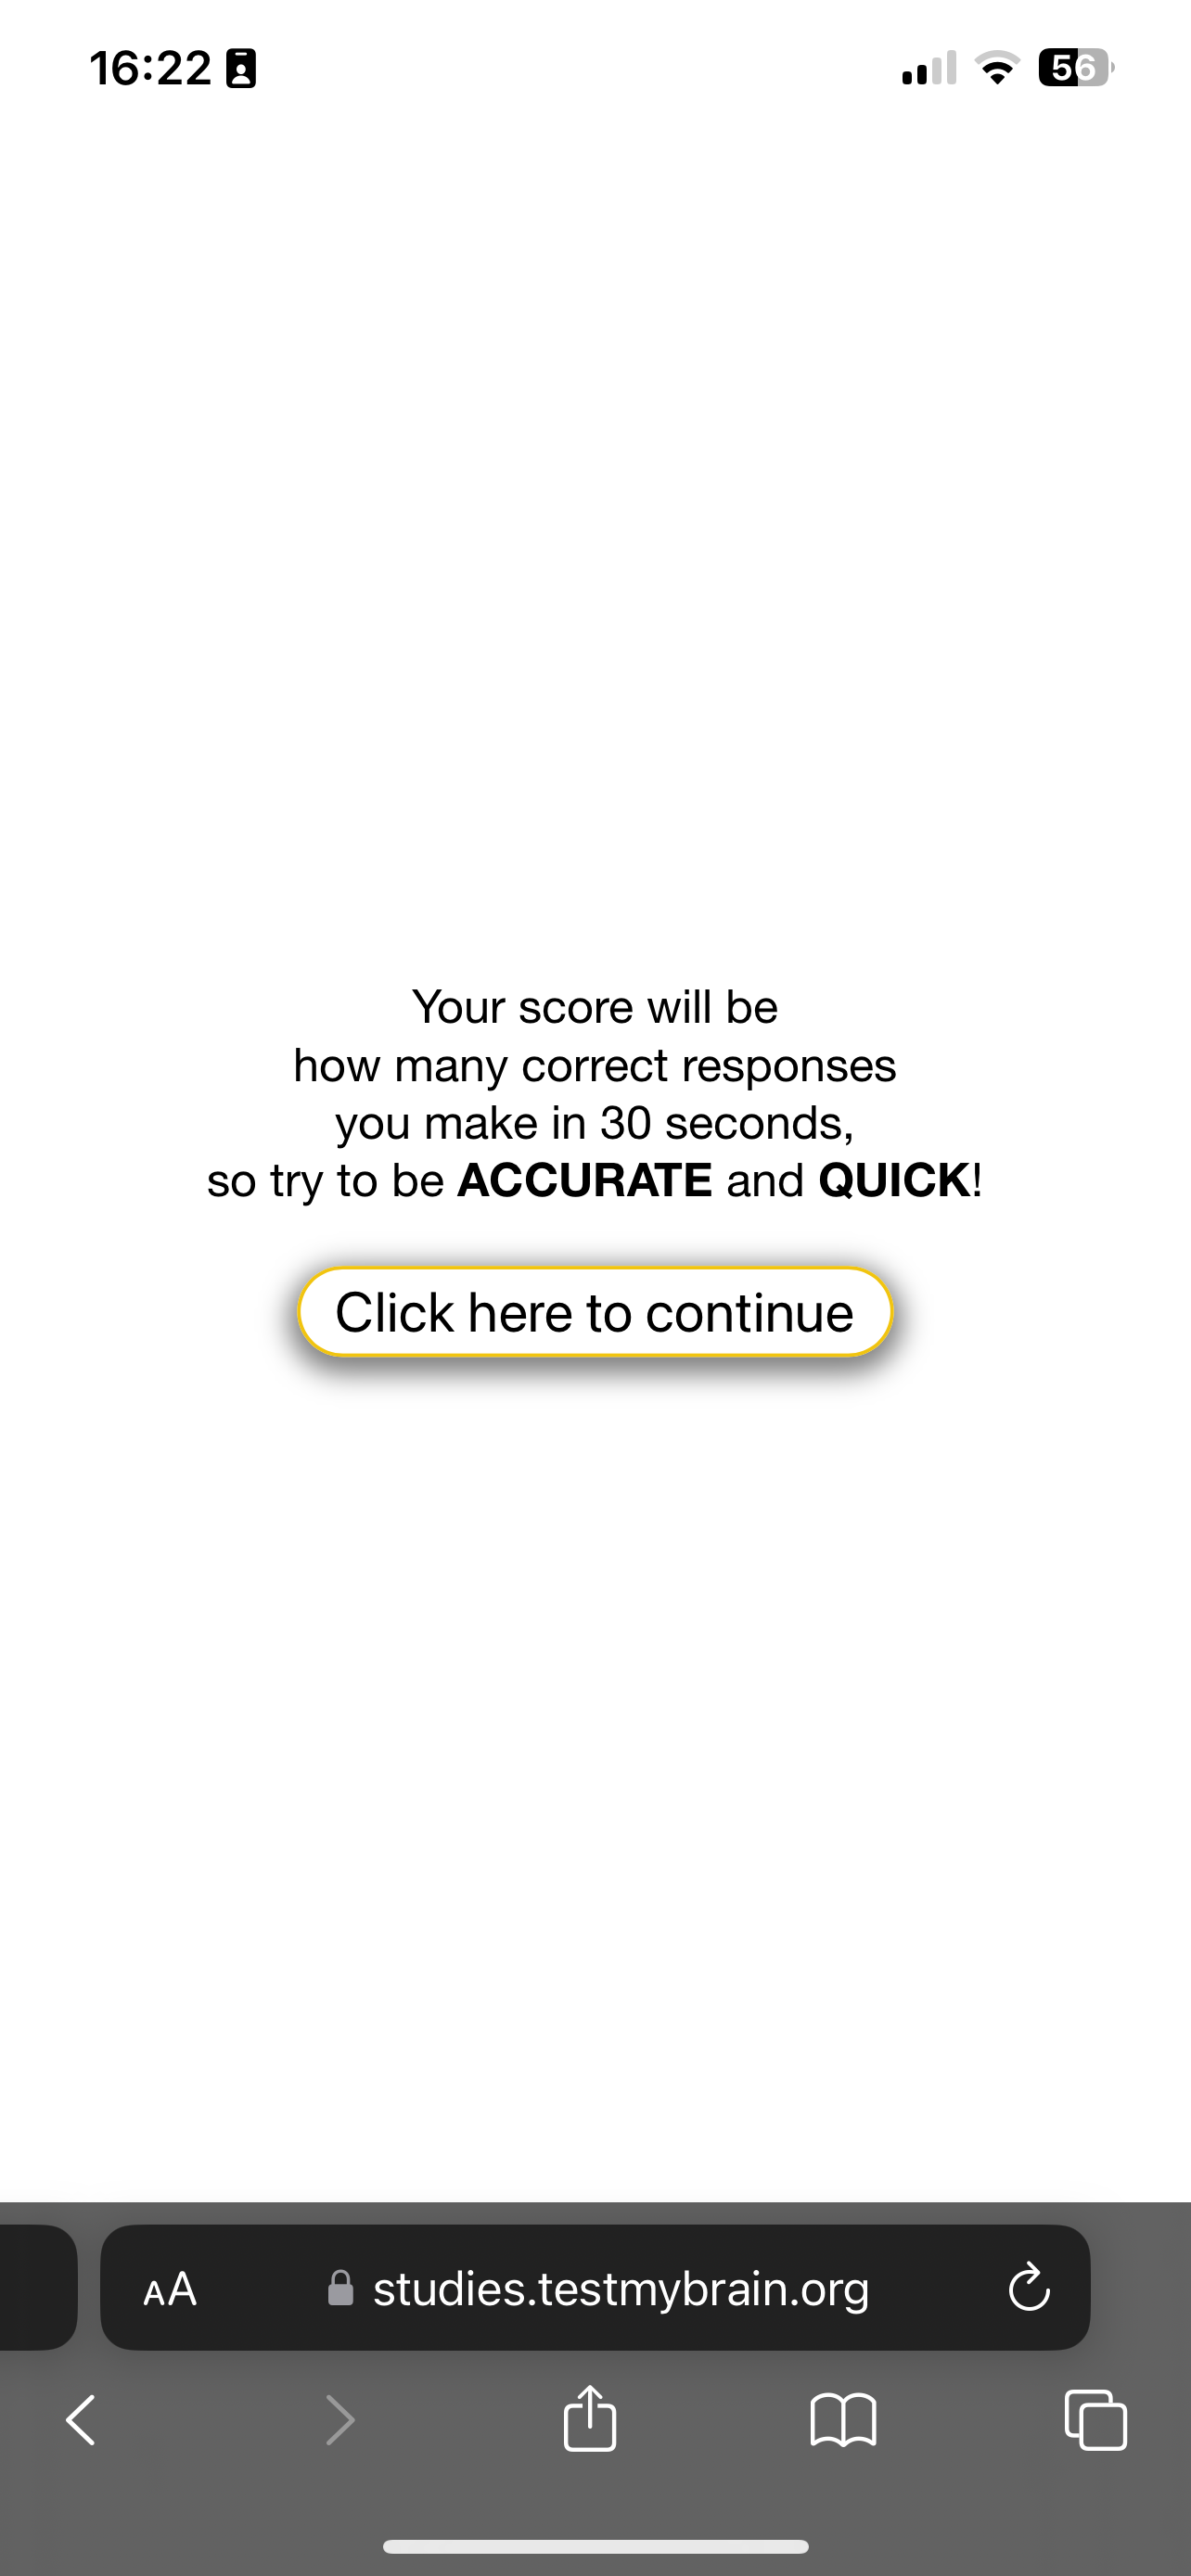 16:22
56
Your score will be
how many correct responses
you make in 30 seconds,
so try to be ACCURATE and QUICK!
Click here to continue
AA studies.testmybrain.org